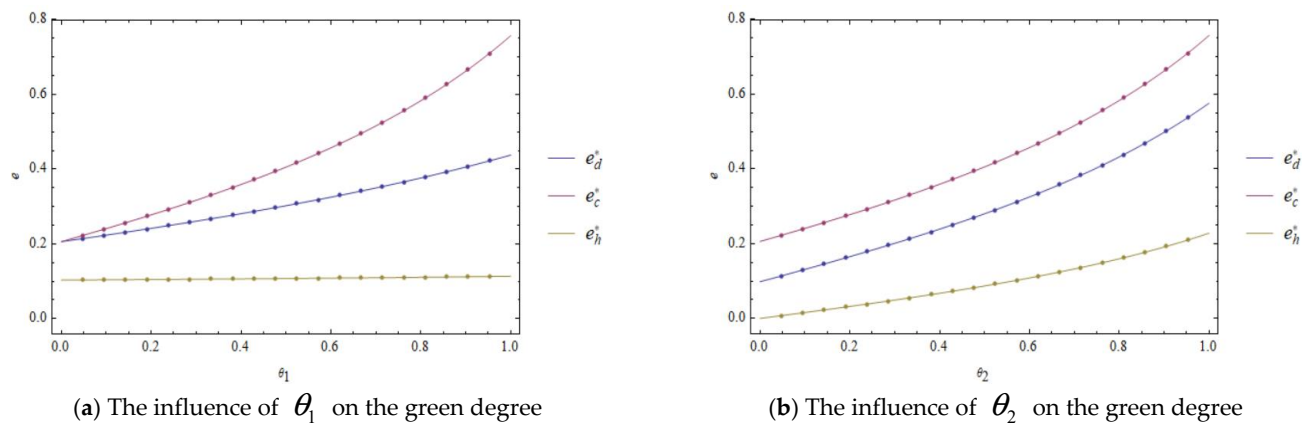 0.8
0.6
0.4
0.2
0.0
e
0.0 0.2 0.4 0.6 0.8 1.0
θ₁
e*d
e*c
e*h
(a) The influence of θ₁ on the green degree
0.8
0.6
0.4
0.2
0.0
e
0.0 0.2 0.4 0.6 0.8 1.0
θ₂
e*d
e*c
e*h
(b) The influence of θ₂ on the green degree